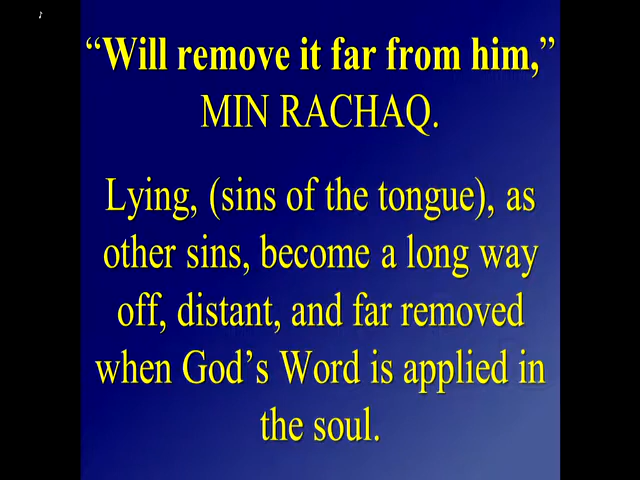 “Will remove it far from him,”
MIN RACHAQ.
Lying, (sins of the tongue), as
other sins, become a long way
off, distant, and far removed
when God’s Word is applied in
the soul.